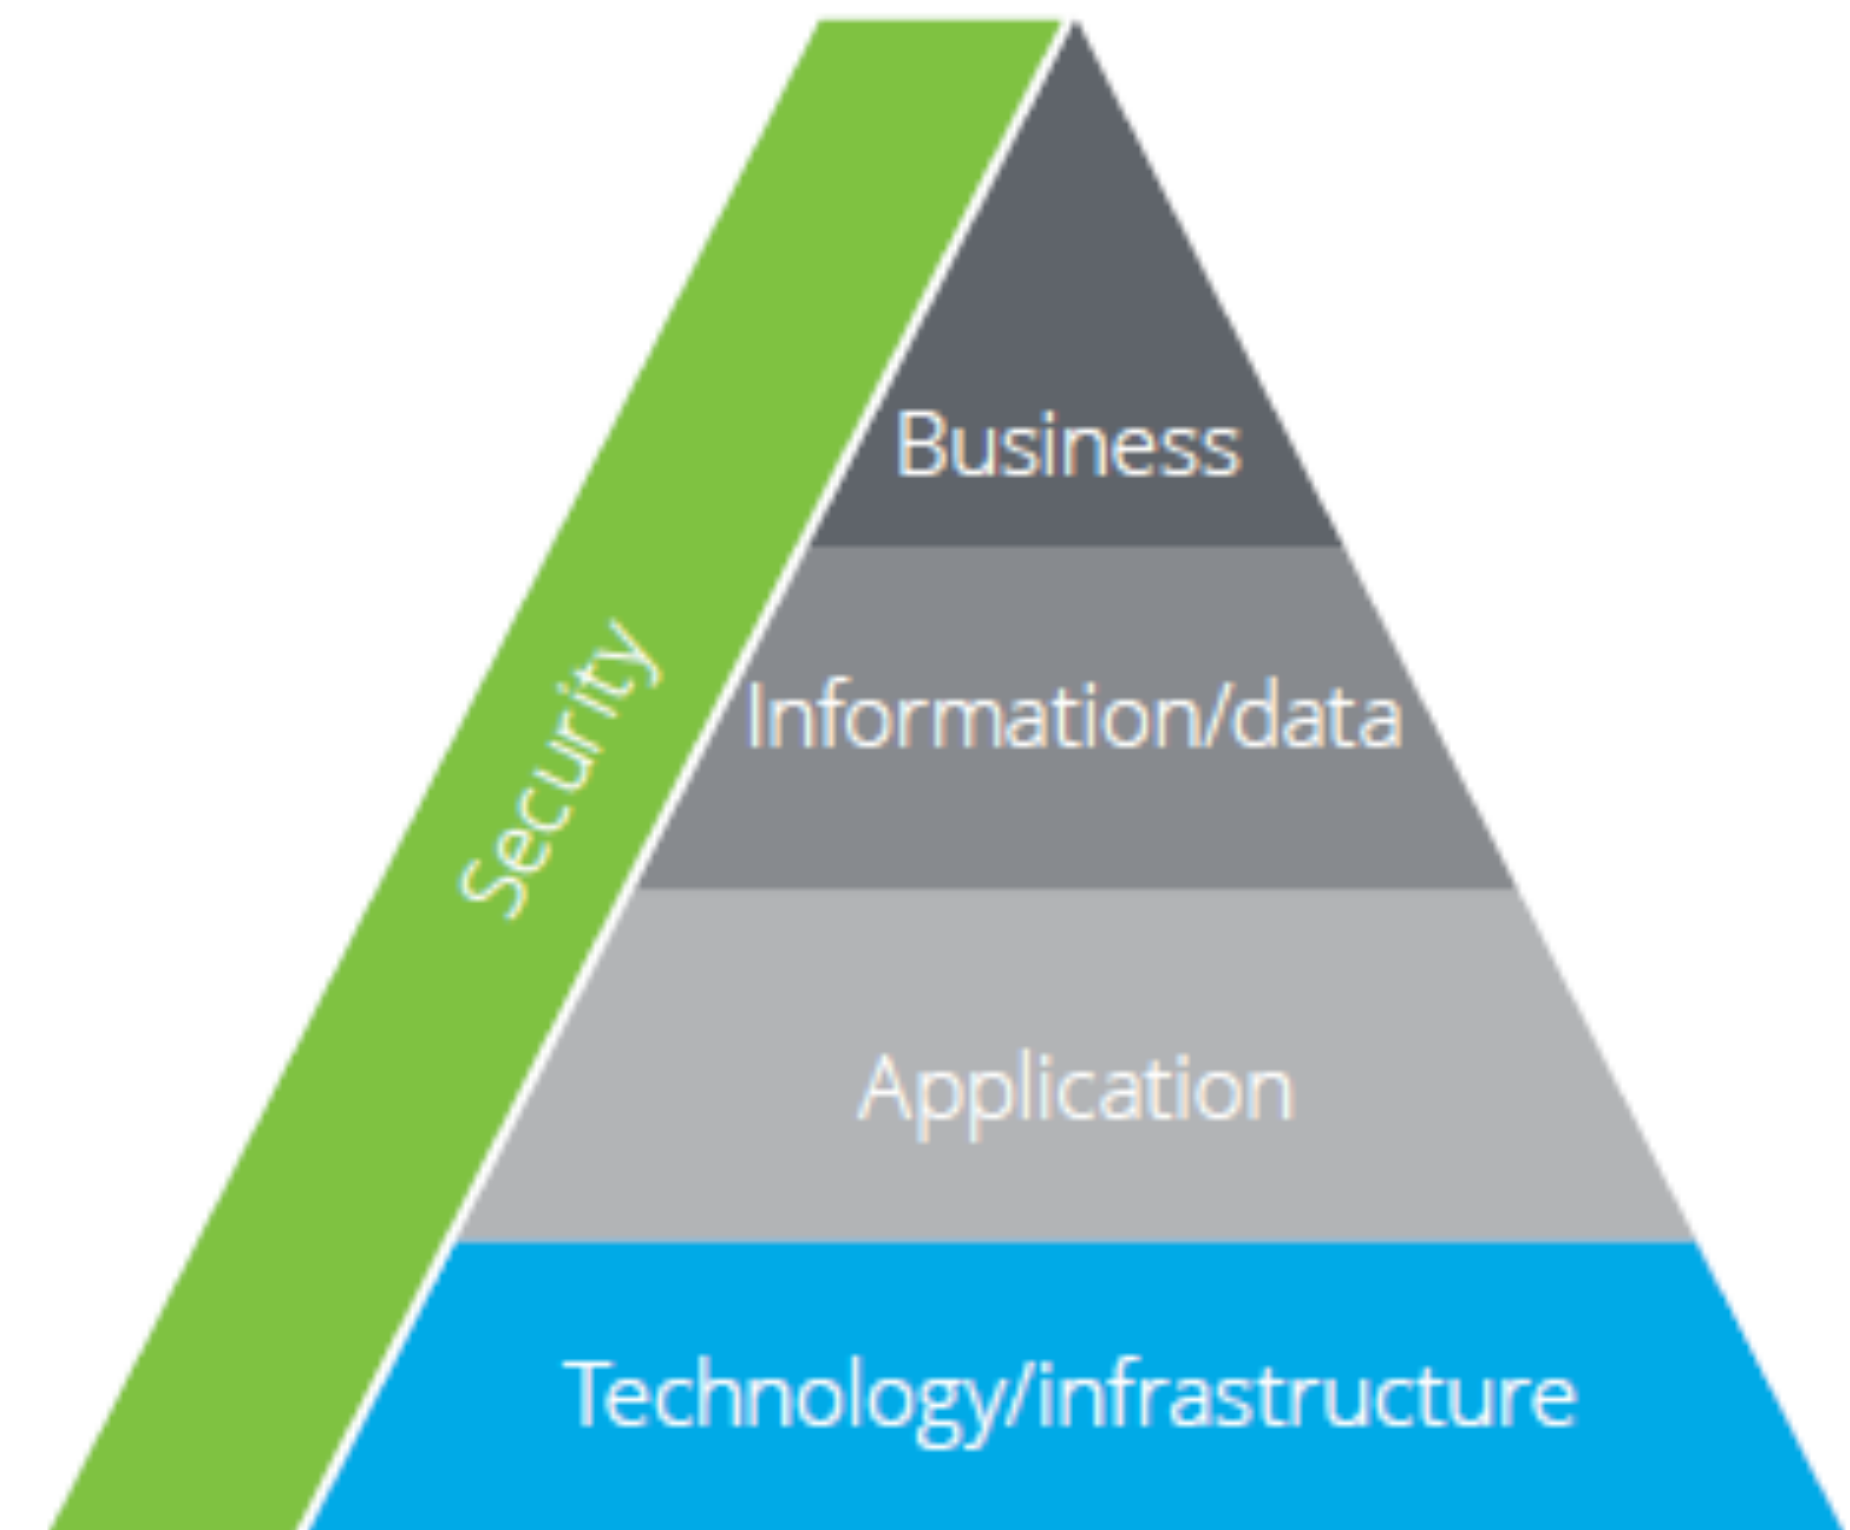 Business
Information/data
Security
Application
Technology/infrastructure